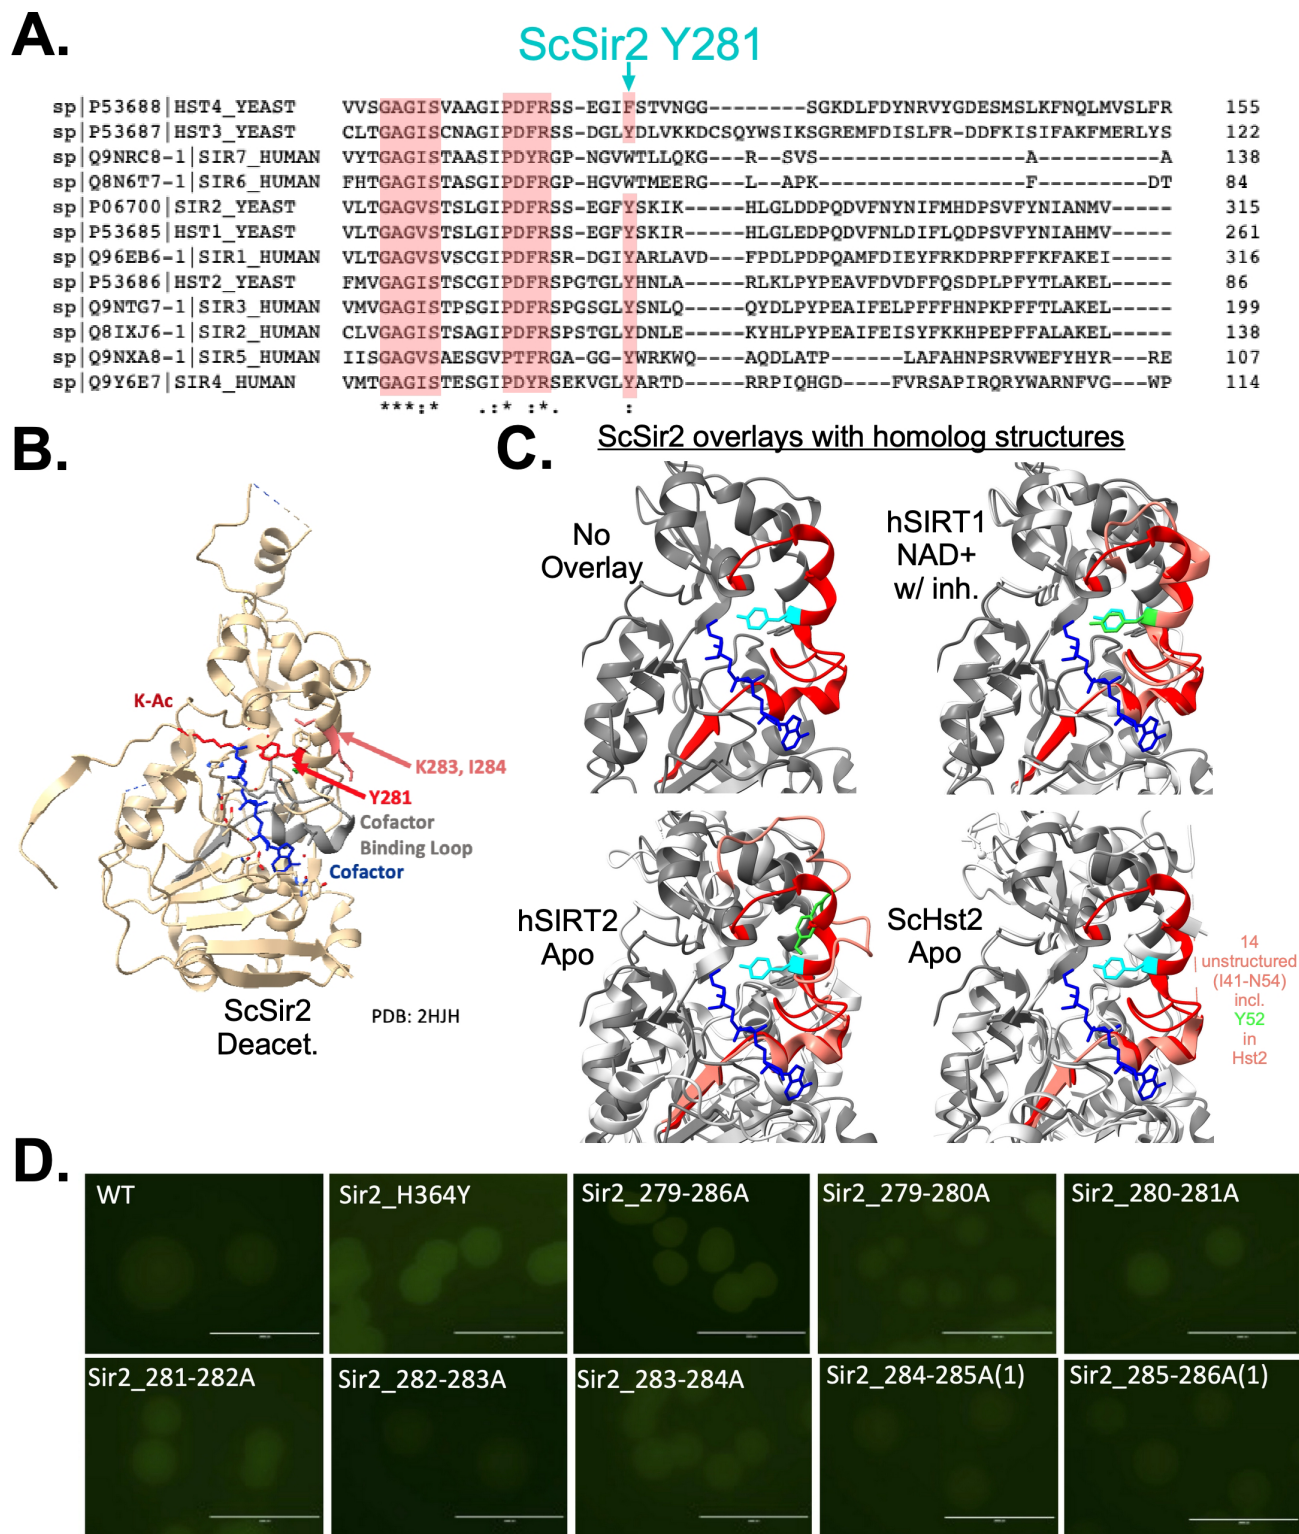 A.
ScSir2 Y281
sp|P53688|HST4_YEAST VVSGAGISVAAGIPDFRSS-EGIFSTVNGG--------SGKDLFDYNRVYGDESMSLKFNQLMVSLFR 155
sp|P53687|HST3_YEAST CLTGAGISCNAGIPDFRSS-DGLYDLVKKDCSQYWSIKSGREMFDISLFR-DDFKISIFAKFMERLYS 122
sp|Q9NRC8-1|SIR7_HUMAN VYTGAGISTAASIPDYRGP-NGVWTLLQKG---R--SVS-----------------A----------A 138
sp|Q8N6T7-1|SIR6_HUMAN FHTGAGISTASGIPDFRGP-HGVWTMEERG---L--APK-----------------F---------DT 84
sp|P06700|SIR2_YEAST VLTGAGVSTSLGIPDFRSS-EGFYSKIK-----HLGLDDPQDVFNYNIFMHDPSVFYNIANMV----- 315
sp|P53685|HST1_YEAST VLTGAGVSTSLGIPDFRSS-EGFYSKIR-----HLGLEDPQDVFNLDIFLQDPSVFYNIAHMV----- 261
sp|Q96EB6-1|SIR1_HUMAN VLTGAGVSVSCGIPDFRSR-DGIYARLAVD---FPDLPDPQAMFDIEYFRKDPRPFFKFAKEI----- 316
sp|P53686|HST2_YEAST FMVGAGISTSCGIPDFRSPGTGLYHNLA-----RLKLPYPEAVFDVDFFQSDPLPFYTLAKEL----- 86
sp|Q9NTG7-1|SIR3_HUMAN VMVGAGISTPSGIPDFRSPGSGLYSNLQ-----QYDLPYPEAIFELPFFFHNPKPFFTLAKEL----- 199
sp|Q8IXJ6-1|SIR2_HUMAN CLVGAGISTSAGIPDFRSPSTGLYDNLE-----KYHLPYPEAIFEISYFKKHPEPFFALAKEL----- 138
sp|Q9NXA8-1|SIR5_HUMAN IISGAGVSAESGVPTFRGA-GG-YWRKWQ----AQDLATP------LAFAHNPSRVWEFYHYR---RE 107
sp|Q9Y6E7|SIR4_HUMAN VMTGAGISTESGIPDYRSEKVGLYARTD-----RRPIQHGD-----FVRSAPIRQRYWARNFVG--WP 114
***:* .:* :*. :
B.
K-Ac
K283, I284
Y281
Cofactor
Binding Loop
Cofactor
ScSir2
Deacet.
PDB: 2HJH
C.
ScSir2 overlays with homolog structures
No
Overlay
hSIRT1
NAD+
w/ inh.
hSIRT2
Apo
ScHst2
Apo
14
unstructured
(I41-N54)
incl.
Y52
in
Hst2
D.
WT
Sir2_H364Y
Sir2_279-286A
Sir2_279-280A
Sir2_280-281A
Sir2_281-282A
Sir2_282-283A
Sir2_283-284A
Sir2_284-285A(1)
Sir2_285-286A(1)